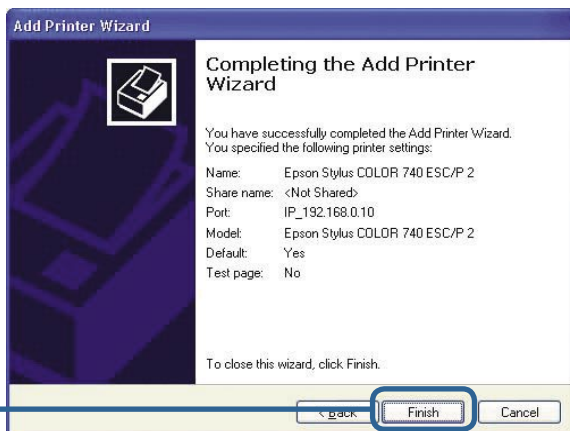 Add Printer Wizard
Completing the Add Printer
Wizard
You have successfully completed the Add Printer Wizard.
You specified the following printer settings:
Name: Epson Stylus COLOR 740 ESC/P 2
Share name: <Not Shared>
Port: IP_192.168.0.10
Model: Epson Stylus COLOR 740 ESC/P 2
Default: Yes
Test page: No
To close this wizard, click Finish.
< Back Finish Cancel